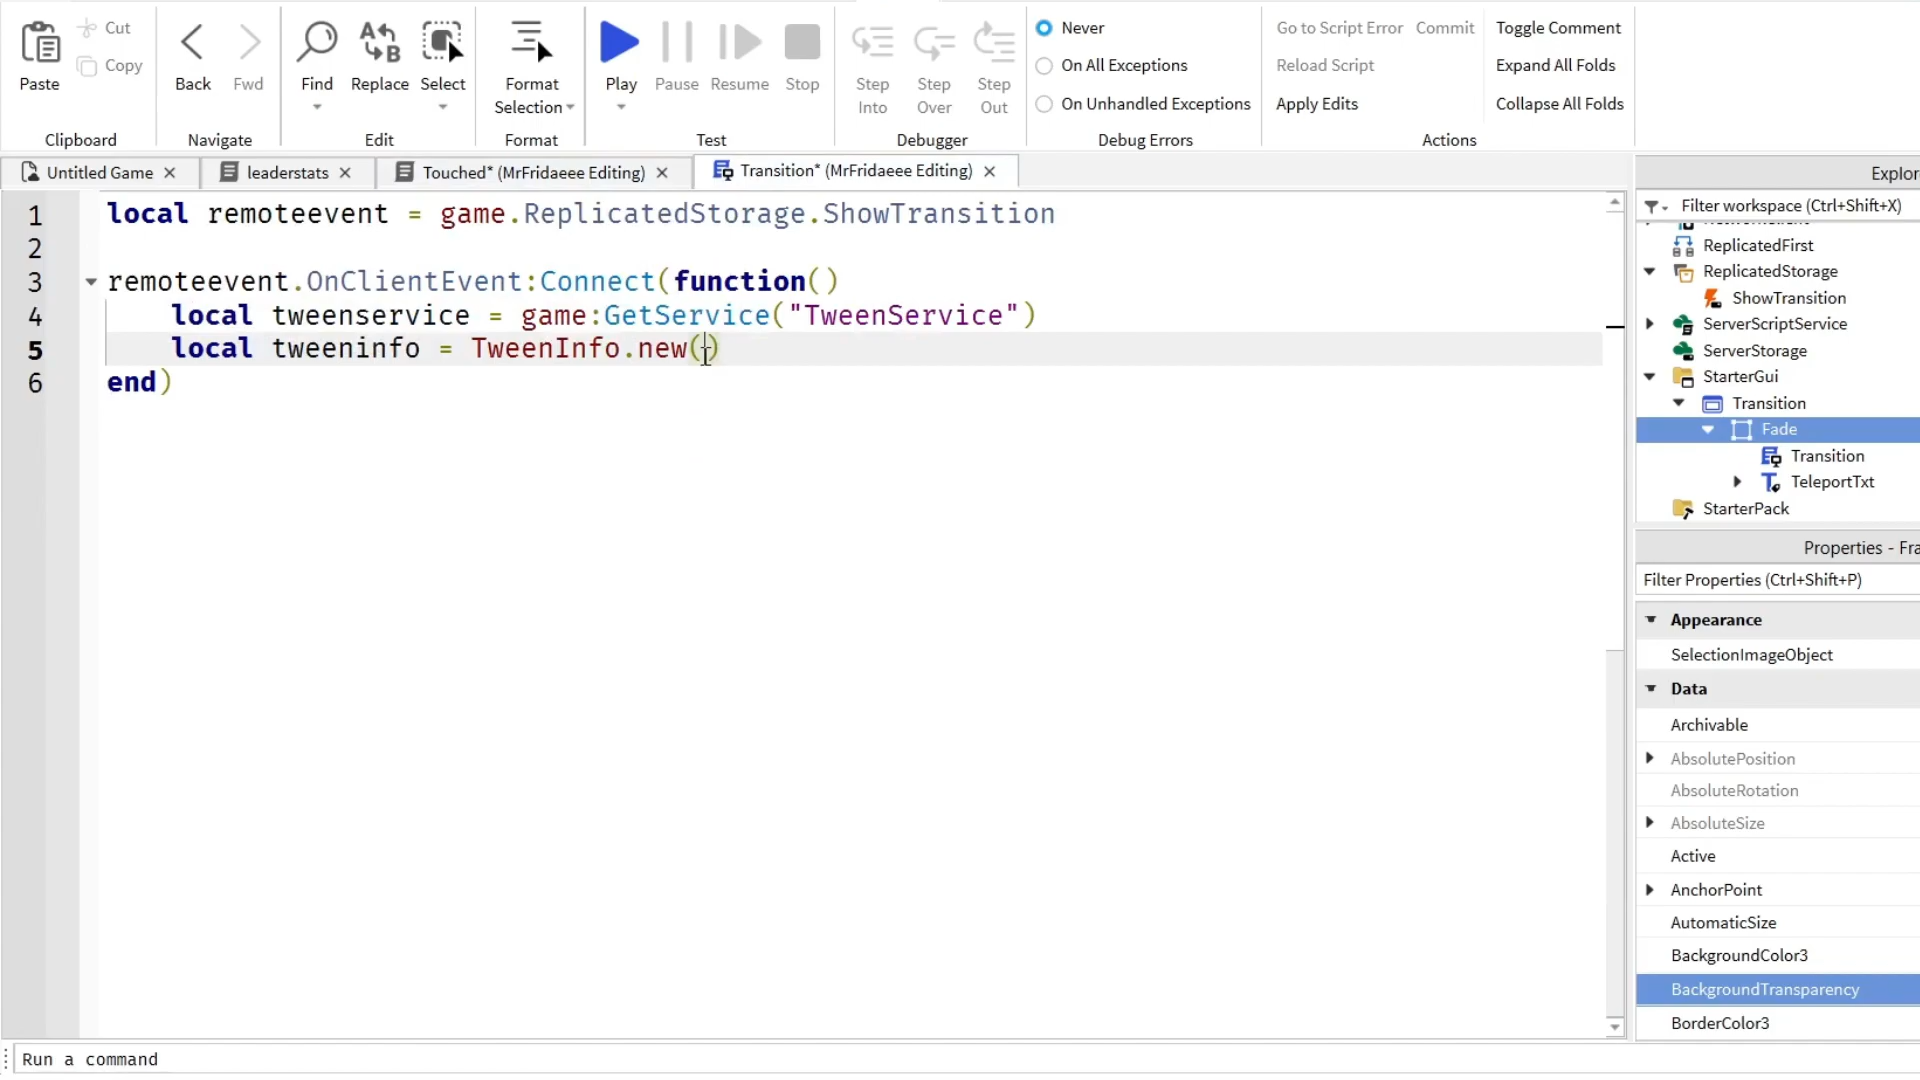 Paste
Cut
Copy
Clipboard
Back
Fwd
Navigate
Find
Replace
Select
Edit
Format
Selection
Format
Play
Pause
Resume
Stop
Test
Step
Into
Step
Over
Step
Out
Debugger
Never
On All Exceptions
On Unhandled Exceptions
Debug Errors
Go to Script Error
Commit
Reload Script
Apply Edits
Toggle Comment
Expand All Folds
Collapse All Folds
Actions
Untitled Game
leaderstats
Touched* (MrFridaeee Editing)
Transition* (MrFridaeee Editing)
1 local remoteevent = game.ReplicatedStorage.ShowTransition
2
3 remoteevent.OnClientEvent:Connect(function()
4 local tweenservice = game:GetService("TweenService")
5 local tweeninfo = TweenInfo.new()
6 end)
Run a command
Explor
Filter workspace (Ctrl+Shift+X)
ReplicatedFirst
ReplicatedStorage
ShowTransition
ServerScriptService
ServerStorage
StarterGui
Transition
Fade
Transition
TeleportTxt
StarterPack
Properties - Fra
Filter Properties (Ctrl+Shift+P)
Appearance
SelectionImageObject
Data
Archivable
AbsolutePosition
AbsoluteRotation
AbsoluteSize
Active
AnchorPoint
AutomaticSize
BackgroundColor3
BackgroundTransparency
BorderColor3